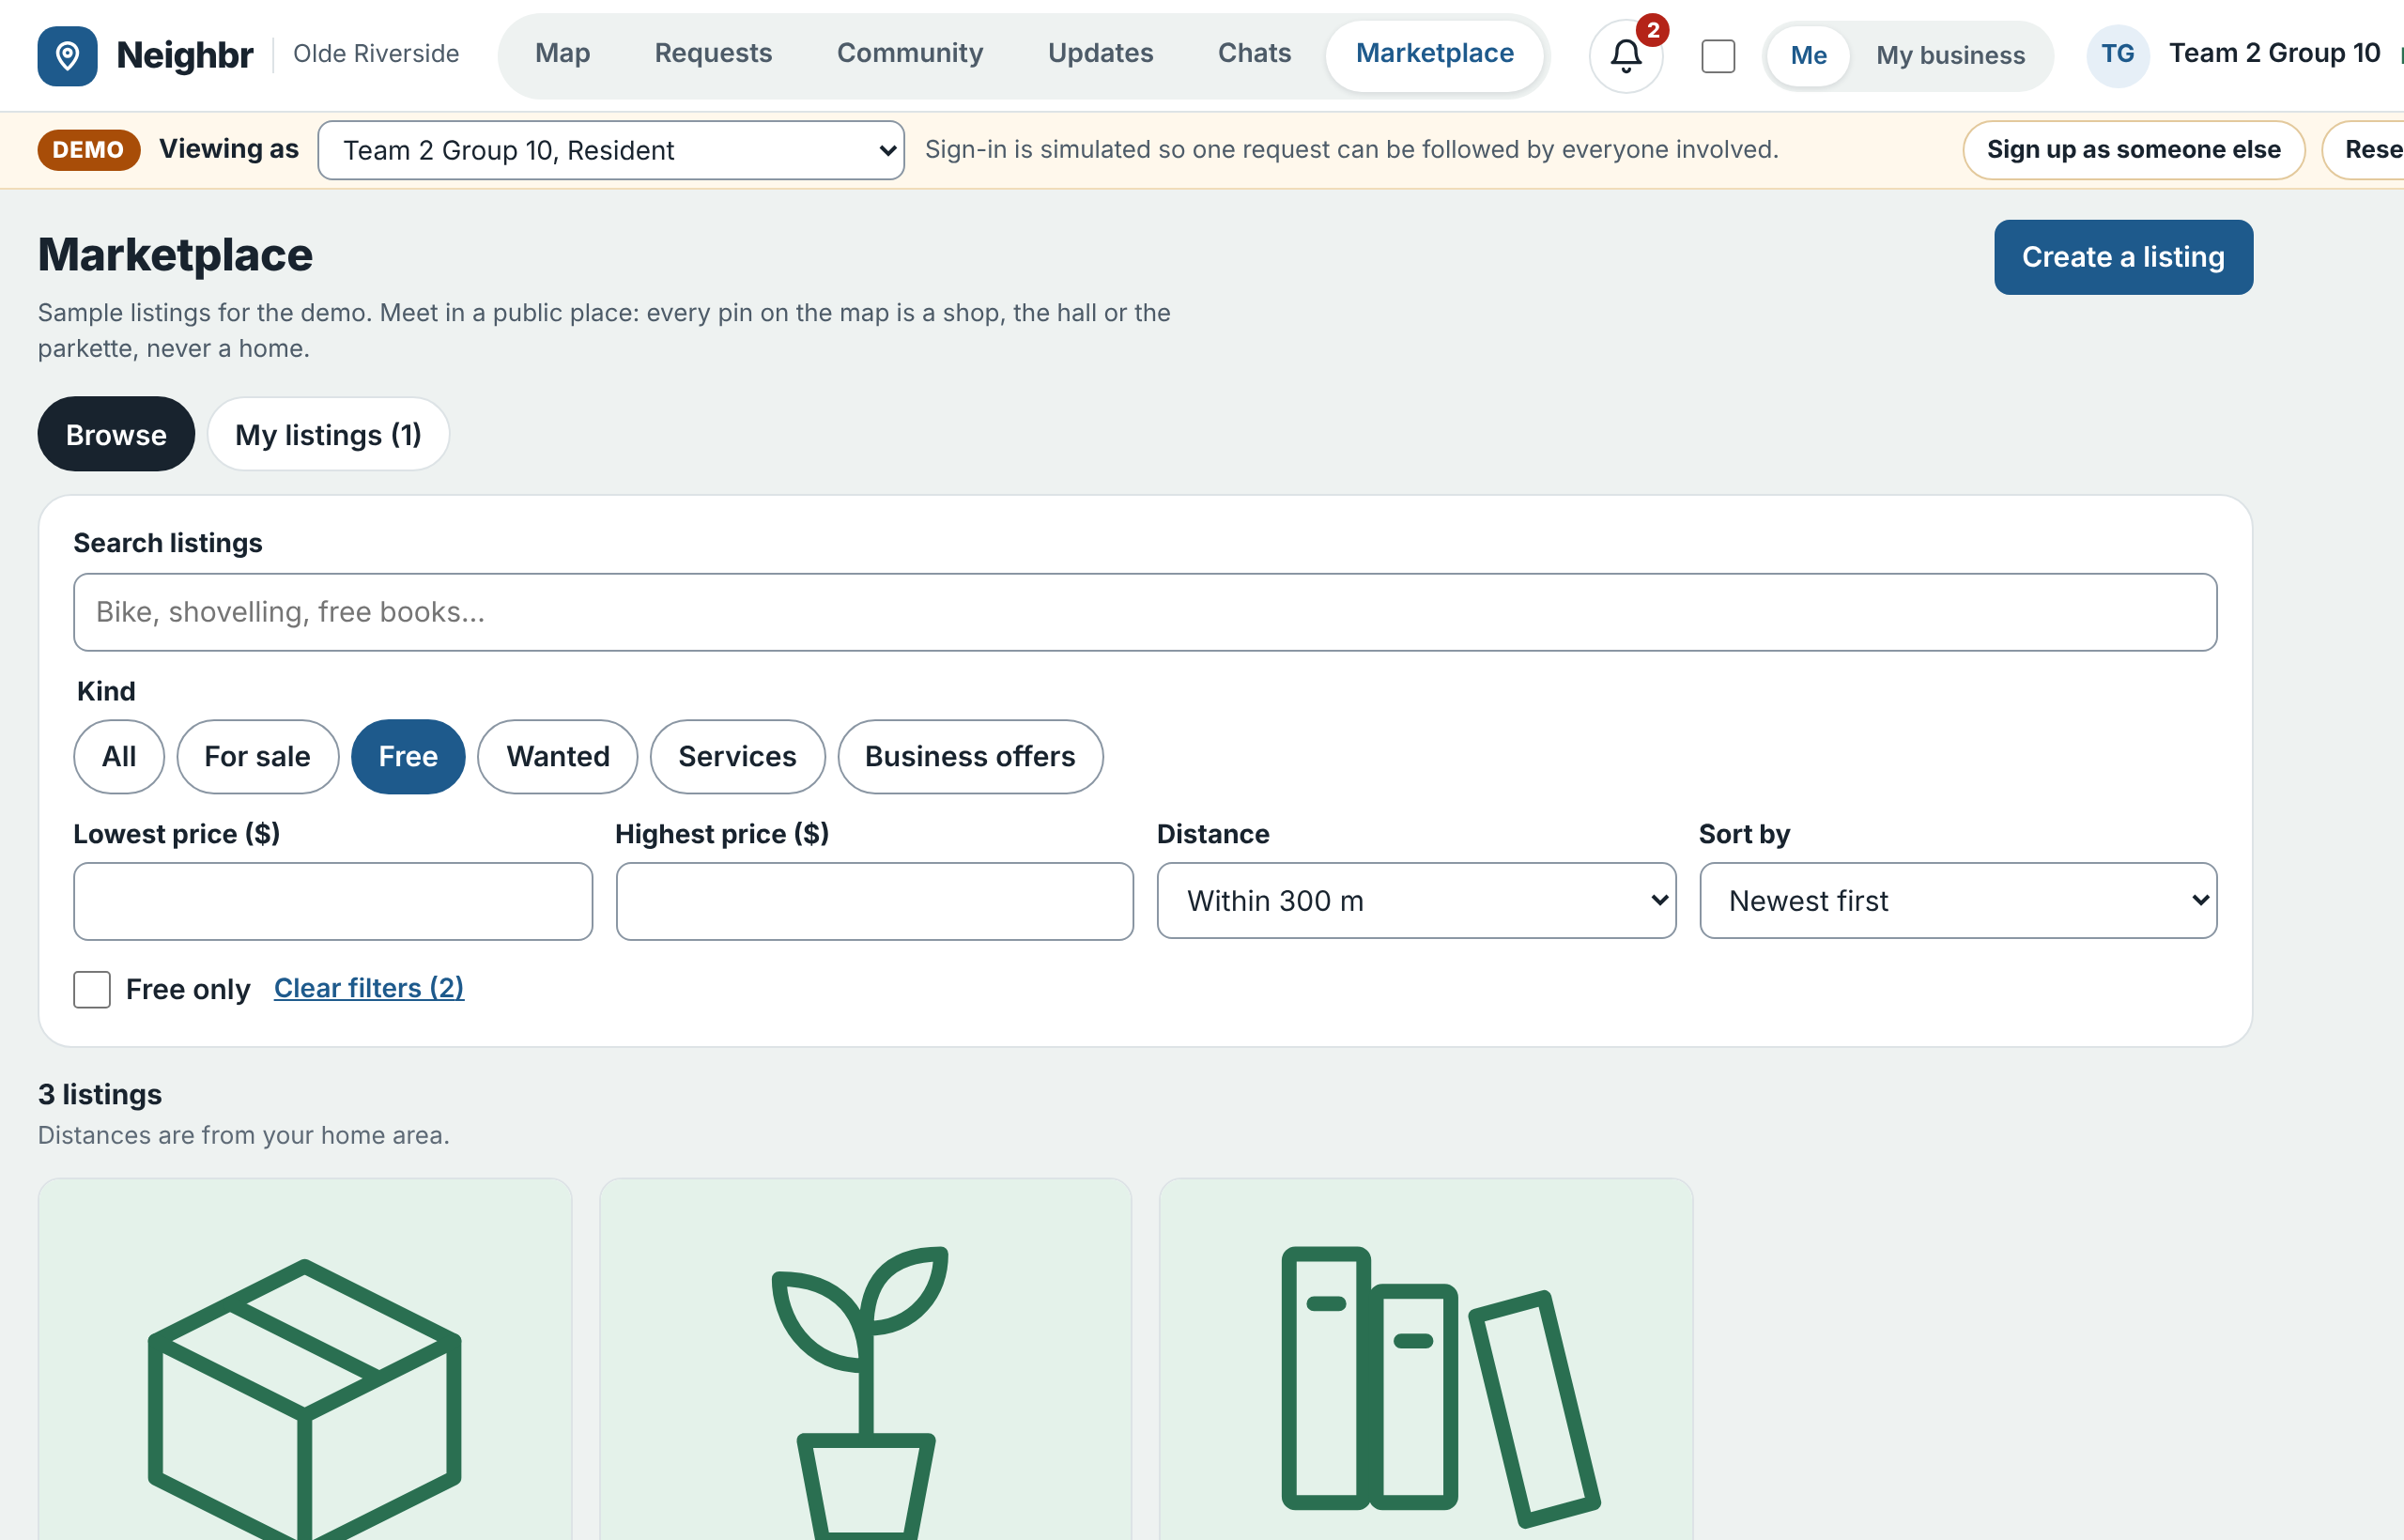 Neighbr
Olde Riverside
Map
Requests
Community
Updates
Chats
Marketplace
2
Me
My business
TG
Team 2 Group 10
DEMO
Viewing as
Team 2 Group 10, Resident
Sign-in is simulated so one request can be followed by everyone involved.
Sign up as someone else
Marketplace
Create a listing
Sample listings for the demo. Meet in a public place: every pin on the map is a shop, the hall or the
parkette, never a home.
Browse
My listings (1)
Search listings
Bike, shovelling, free books...
Kind
All
For sale
Free
Wanted
Services
Business offers
Lowest price ($)
Highest price ($)
Distance
Sort by
Within 300 m
Newest first
Free only
Clear filters (2)
3 listings
Distances are from your home area.